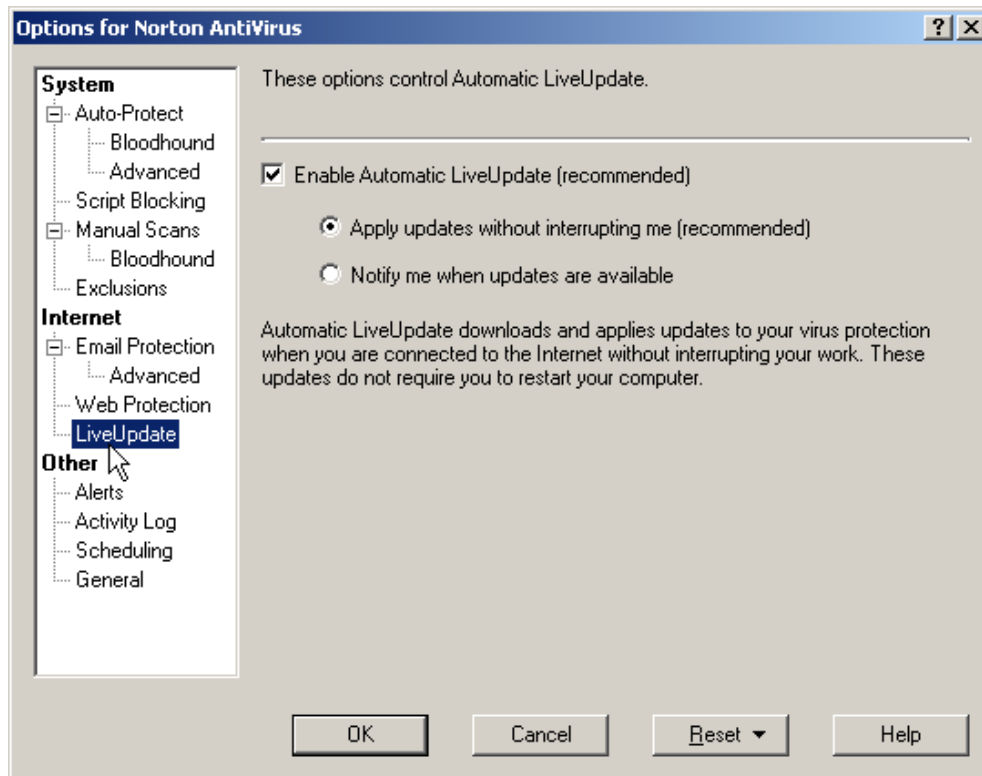 Options for Norton AntiVirus
System
Auto-Protect
Bloodhound
Advanced
Script Blocking
Manual Scans
Bloodhound
Exclusions
Internet
Email Protection
Advanced
Web Protection
LiveUpdate
Other
Alerts
Activity Log
Scheduling
General
These options control Automatic LiveUpdate.
Enable Automatic LiveUpdate (recommended)
Apply updates without interrupting me (recommended)
Notify me when updates are available
Automatic LiveUpdate downloads and applies updates to your virus protection
when you are connected to the Internet without interrupting your work. These
updates do not require you to restart your computer.
OK
Cancel
Reset
Help